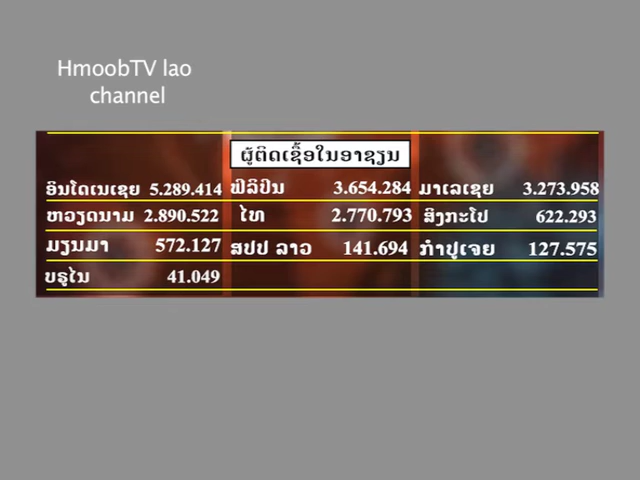 HmoobTV lao
channel
ຜູ້ຕິດເຊື້ອໃນອາຊຽນ
ອິນໂດເນເຊຍ 5.289.414 ຟີລິປິນ 3.654.284 ມາເລເຊຍ 3.273.958
ຫວຽດນາມ 2.890.522 ໄທ 2.770.793 ສິງກະໂປ 622.293
ມຽນມາ 572.127 ສປປ ລາວ 141.694 ກຳປູເຈຍ 127.575
ບຣູໄນ 41.049